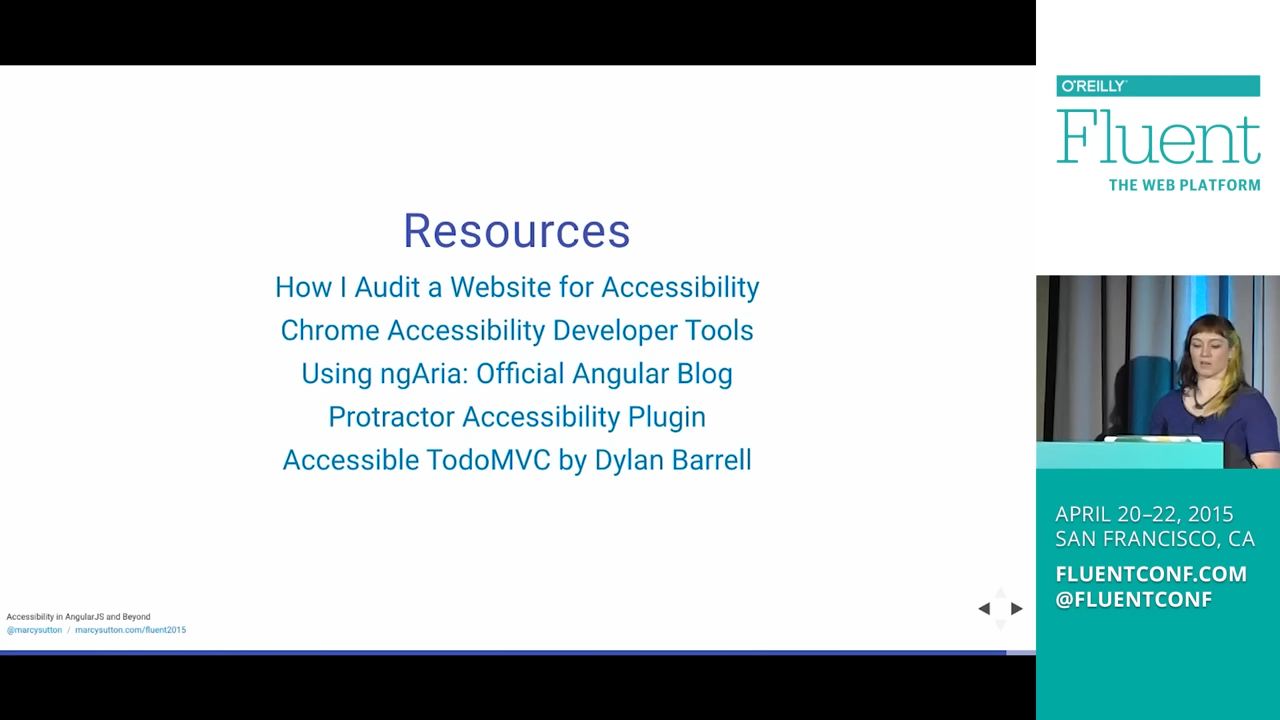 Resources
How I Audit a Website for Accessibility
Chrome Accessibility Developer Tools
Using ngAria: Official Angular Blog
Protractor Accessibility Plugin
Accessible TodoMVC by Dylan Barrell
Accessibility in AngularJS and Beyond
@marcysutton / marcysutton.com/fluent2015
O'REILLY™
Fluent
THE WEB PLATFORM
APRIL 20–22, 2015
SAN FRANCISCO, CA
FLUENTCONF.COM
@FLUENTCONF